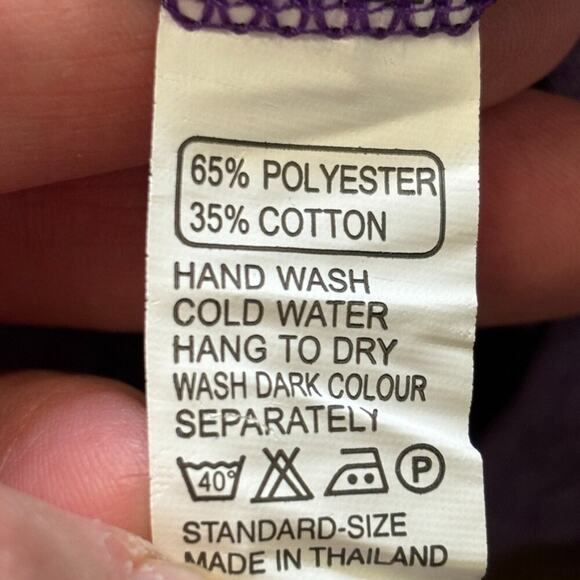 65% POLYESTER
35% COTTON
HAND WASH
COLD WATER
HANG TO DRY
WASH DARK COLOUR
SEPARATELY
40° P
STANDARD-SIZE
MADE IN THAILAND